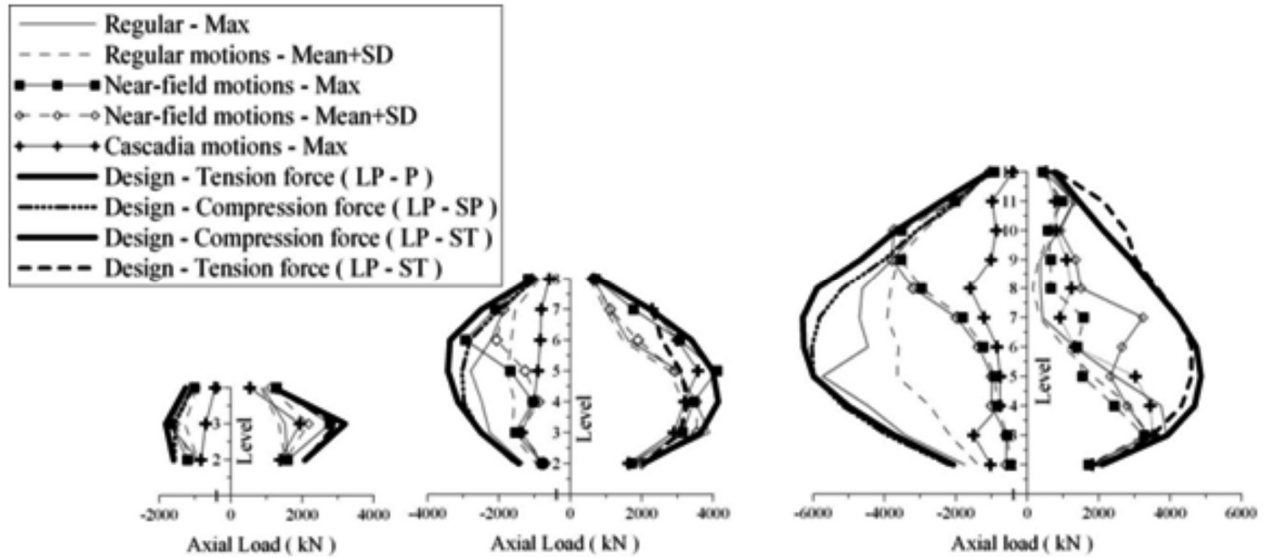 Regular - Max
Regular motions - Mean+SD
Near-field motions - Max
Near-field motions - Mean+SD
Cascadia motions - Max
Design - Tension force ( LP - P )
Design - Compression force ( LP - SP )
Design - Compression force ( LP - ST )
Design - Tension force ( LP - ST )
3
2
Level
-2000 0 2000 4000
Axial Load ( kN )
7
6
5
4
3
2
Level
-4000 -2000 0 2000 4000
Axial Load ( kN )
11
10
9
8
7
6
5
4
3
2
Level
-6000 -4000 -2000 0 2000 4000 6000
Axial load ( kN )